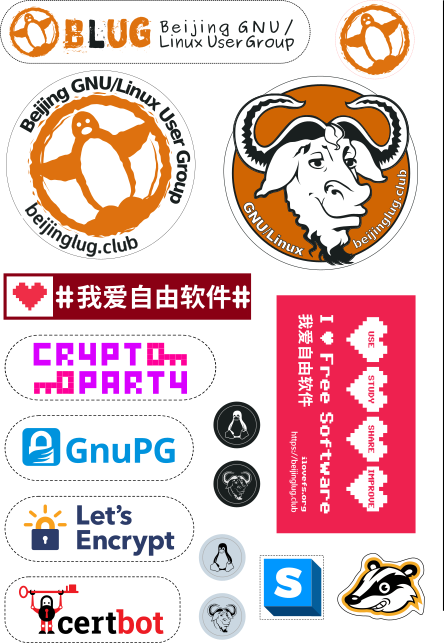 BLUG
Beijing GNU/
Linux User Group
Beijing GNU/Linux User Group
beijinglug.club
GNU/Linux
beijinglug.club
#我爱自由软件#
I Free Software
我爱自由软件
USE
STUDY
SHARE
IMPROVE
ilovefs.org
https://beijinglug.club
CR4PTO
PART4
GnuPG
Let's
Encrypt
S
certbot